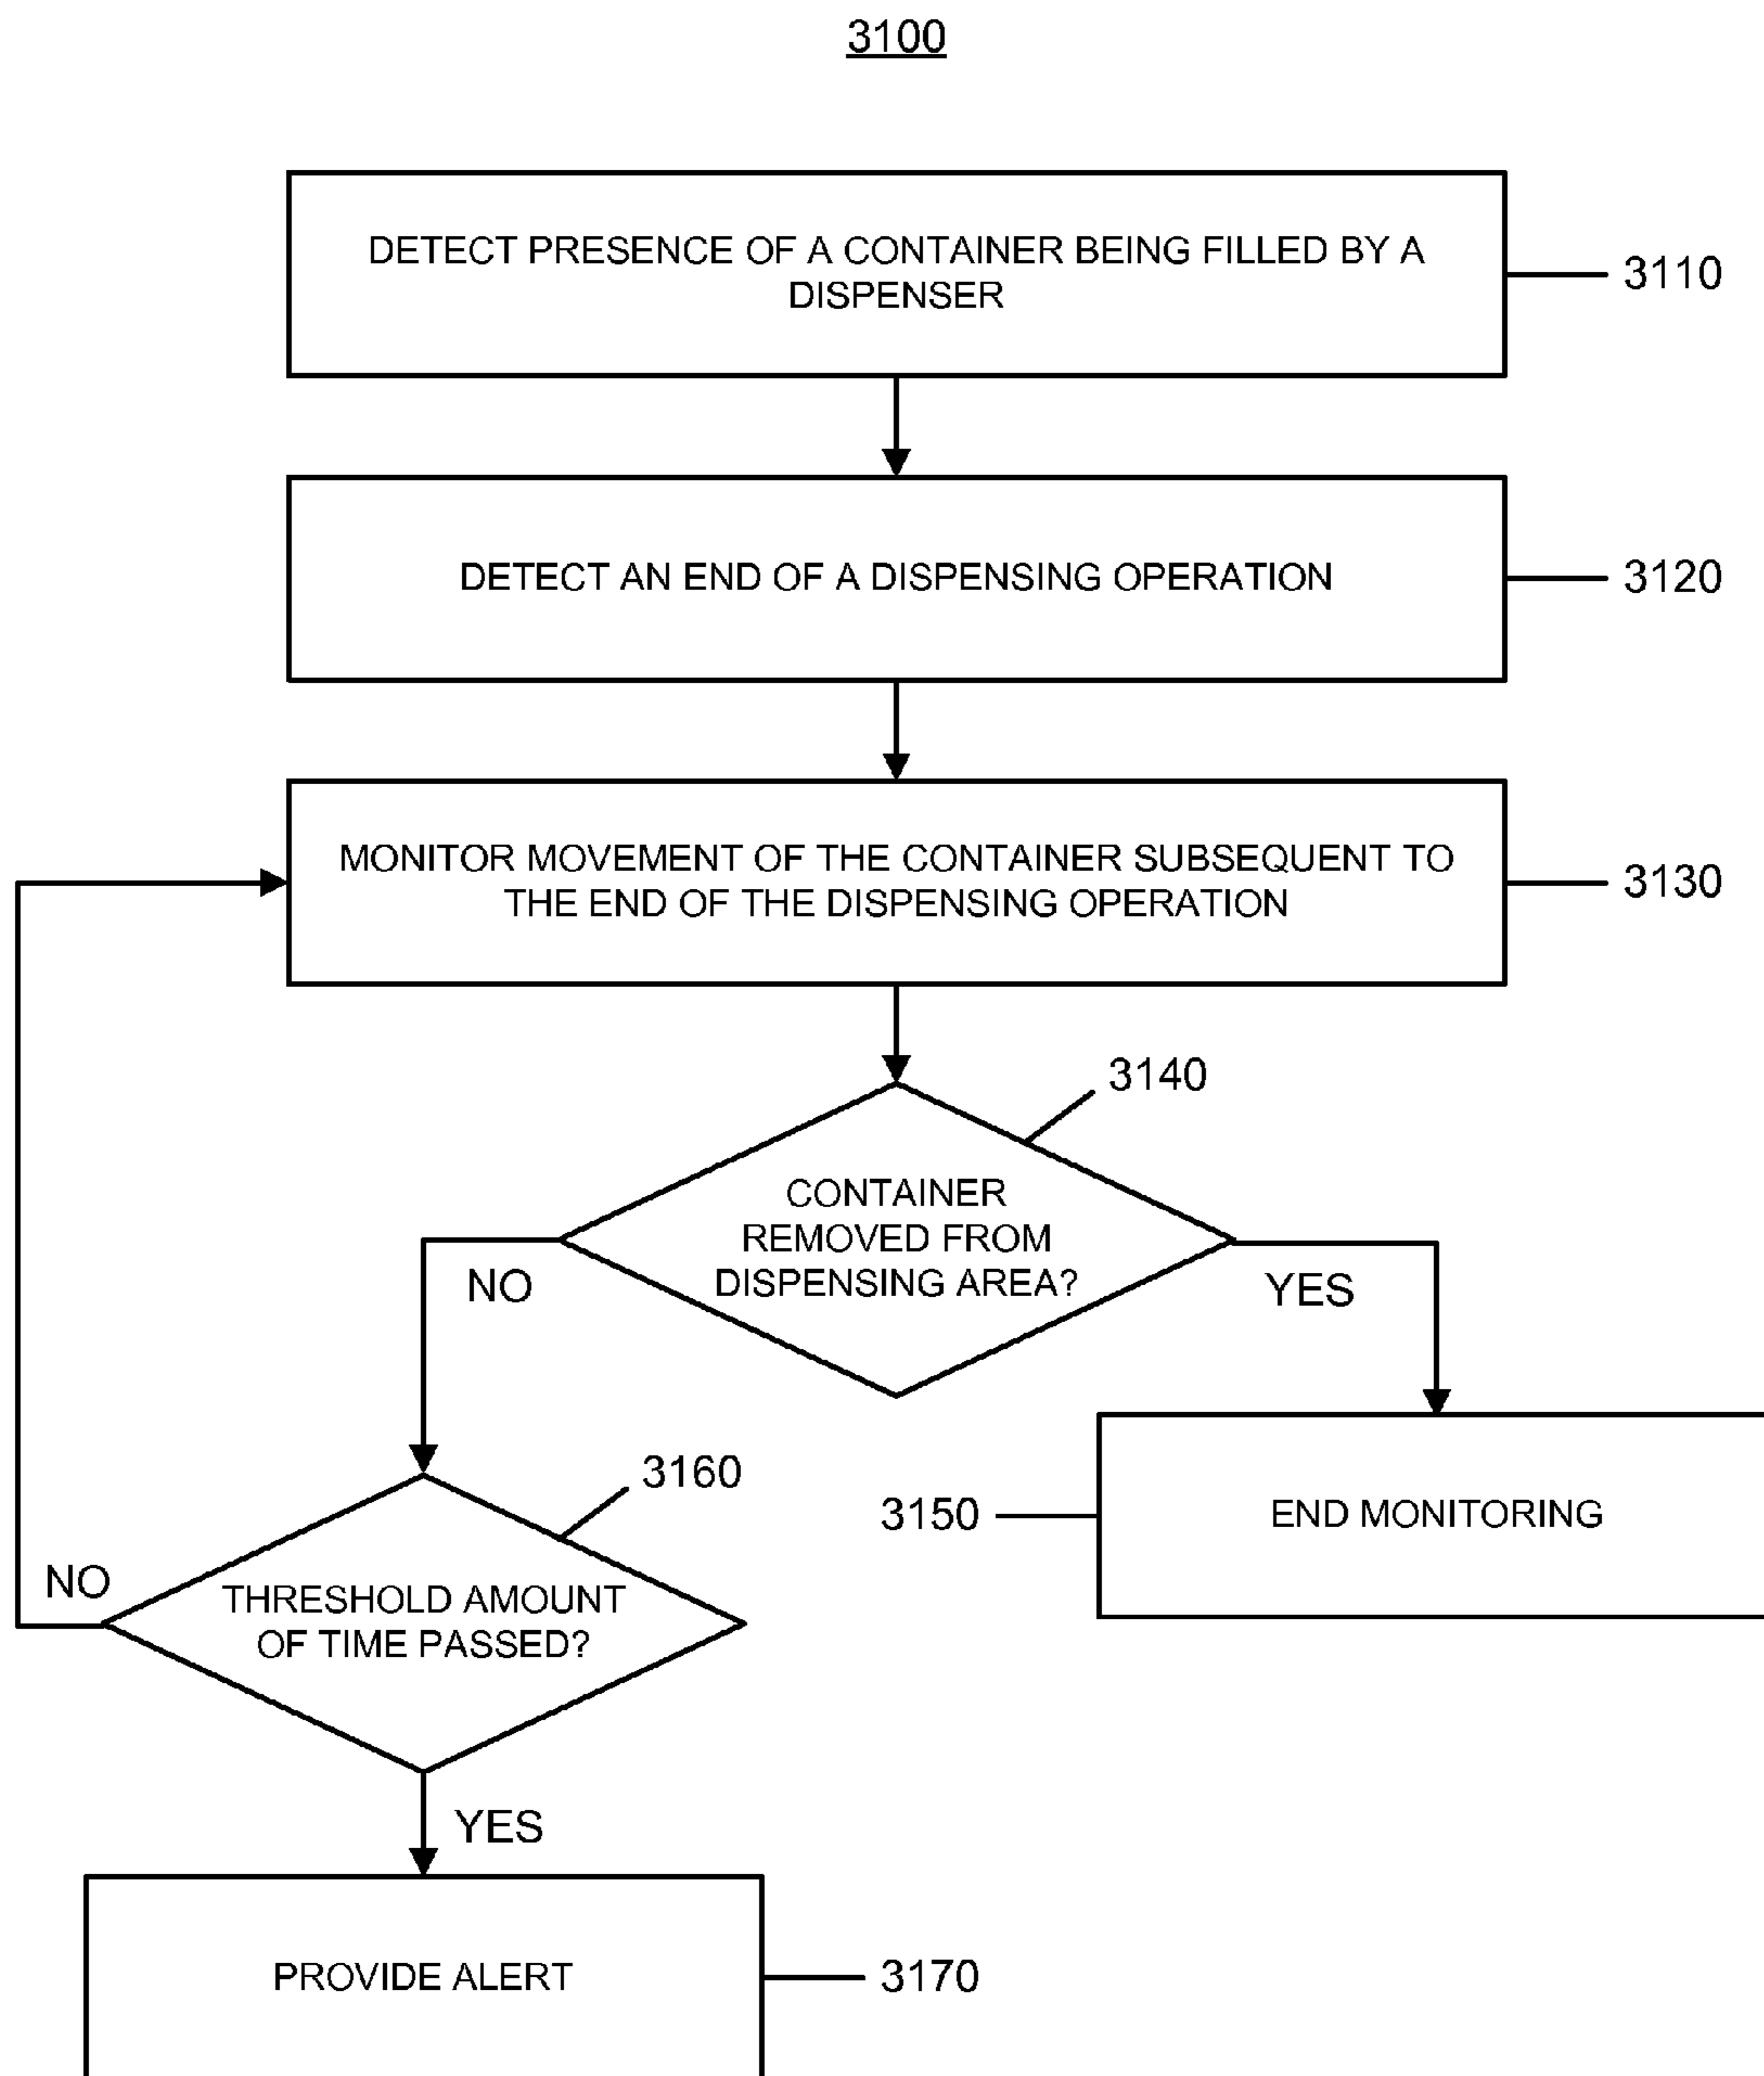 3100
DETECT PRESENCE OF A CONTAINER BEING FILLED BY A
DISPENSER
3110
DETECT AN END OF A DISPENSING OPERATION
3120
MONITOR MOVEMENT OF THE CONTAINER SUBSEQUENT TO
THE END OF THE DISPENSING OPERATION
3130
3140
CONTAINER
REMOVED FROM
DISPENSING AREA?
NO
YES
3160
3150
END MONITORING
NO
THRESHOLD AMOUNT
OF TIME PASSED?
YES
PROVIDE ALERT
3170